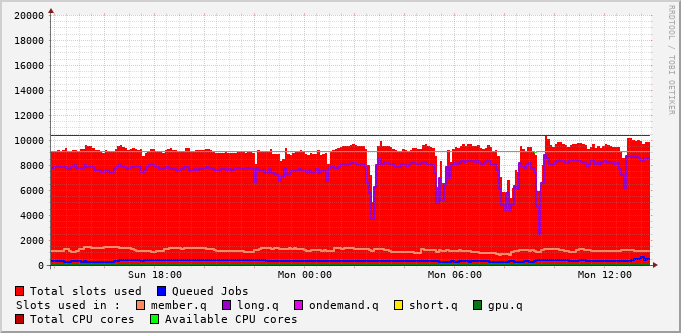 RRDTOOL / TOBI OETIKER
20000
18000
16000
14000
12000
10000
8000
6000
4000
2000
0
Sun 18:00 Mon 00:00 Mon 06:00 Mon 12:00
Total slots used Queued Jobs
Slots used in : member.q long.q ondemand.q short.q gpu.q
Total CPU cores Available CPU cores